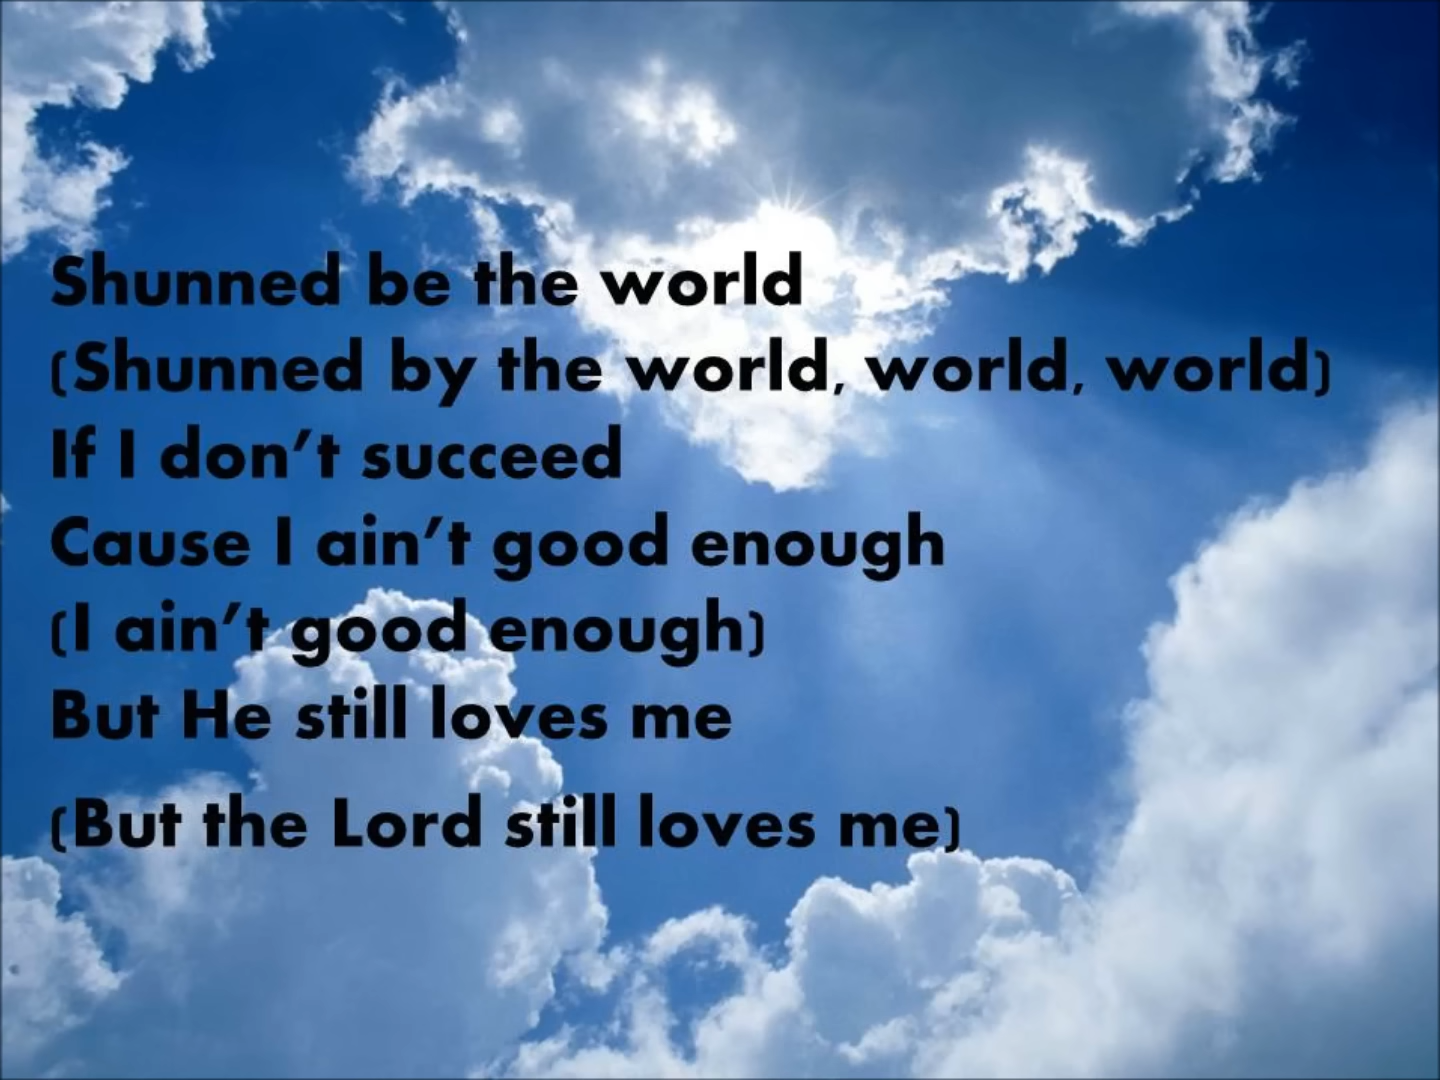 Shunned be the world
(Shunned by the world, world, world)
If I don’t succeed
Cause I ain’t good enough
(I ain’t good enough)
But He still loves me
(But the Lord still loves me)